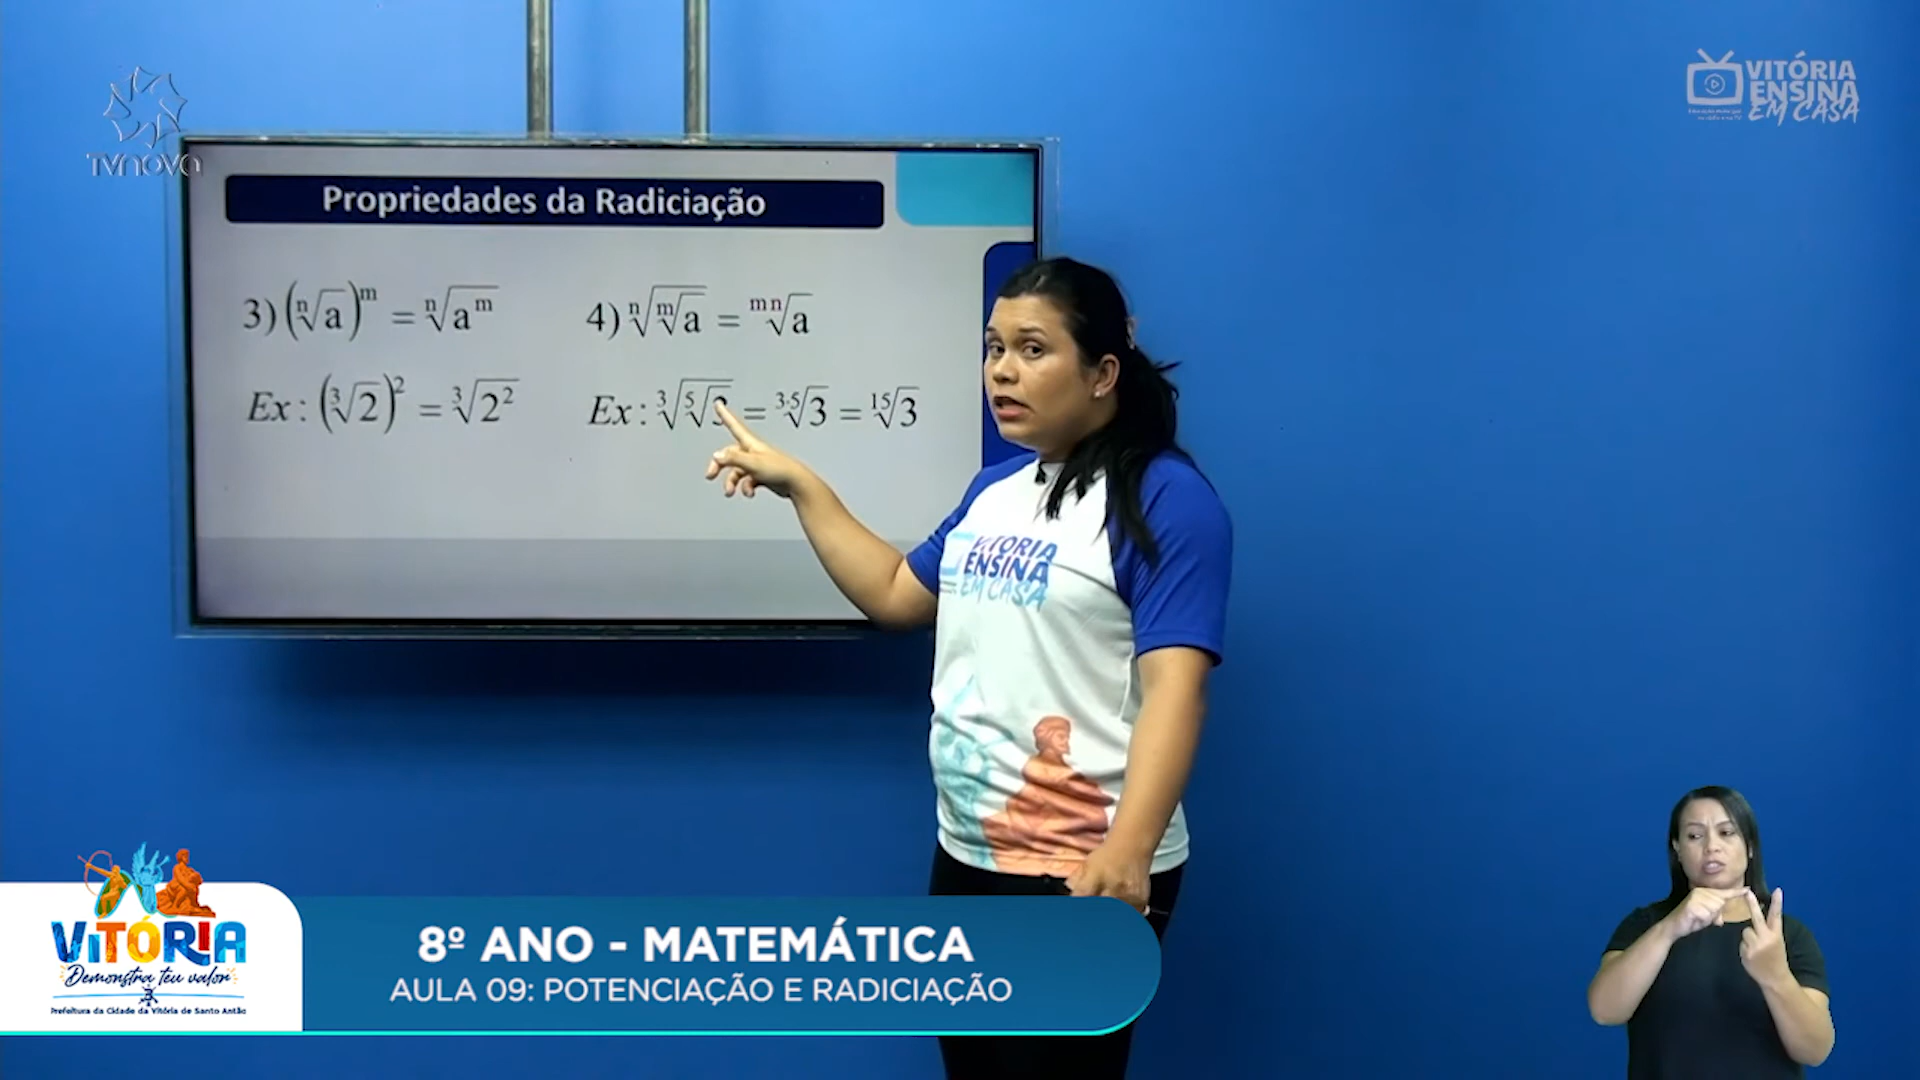 TVNOVA
VITÓRIA
ENSINA
EM CASA
Propriedades da Radiciação
3) (ⁿ√a)ᵐ = ⁿ√aᵐ
4) ⁿ√ᵐ√a = ᵐⁿ√a
Ex: (³√2)² = ³√2²
Ex: ³√⁵√3 = ³·⁵√3 = ¹⁵√3
VITÓRIA
ENSINA
EM CASA
VITÓRIA
Demonstra teu valor
Prefeitura da Cidade da Vitória de Santo Antão
8º ANO - MATEMÁTICA
AULA 09: POTENCIAÇÃO E RADICIAÇÃO